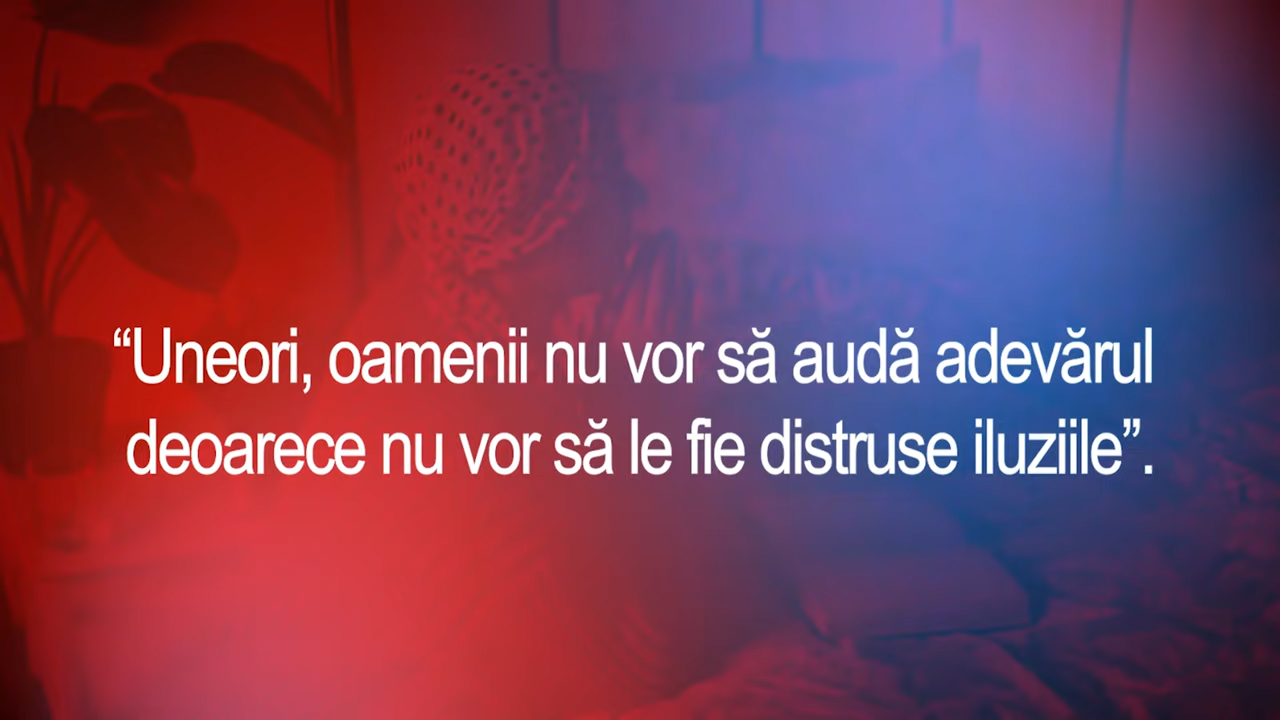 “Uneori, oamenii nu vor să audă adevărul
deoarece nu vor să le fie distruse iluziile”.